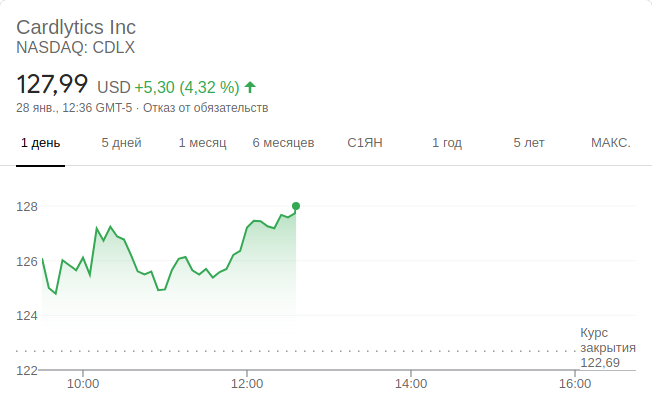 Cardlytics Inc
NASDAQ: CDLX
127,99 USD +5,30 (4,32 %) ↑
28 янв., 12:36 GMT-5 · Отказ от обязательств
1 день 5 дней 1 месяц 6 месяцев С1ЯН 1 год 5 лет МАКС.
128
126
124
Курс
закрытия
122,69
122
10:00 12:00 14:00 16:00